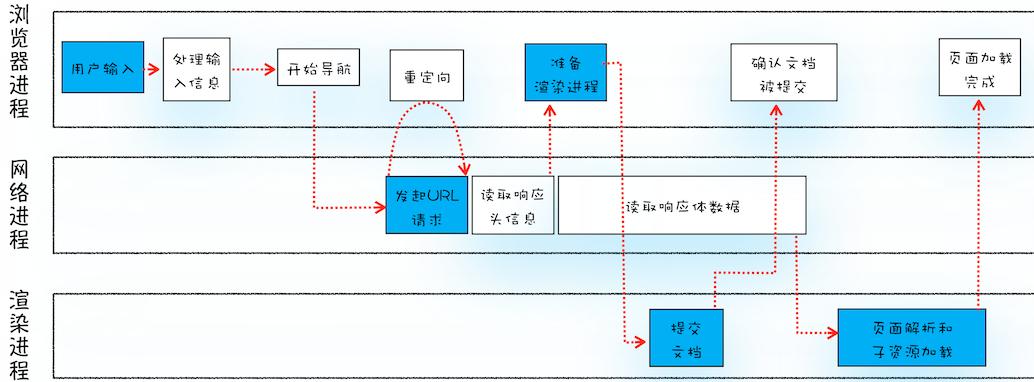 浏览器进程
用户输入
处理输
入信息
开始导航
重定向
准备
渲染进程
确认文档
被提交
页面加载
完成
网络进程
发起URL
请求
读取响应
头信息
读取响应体数据
渲染进程
提交
文档
页面解析和
子资源加载